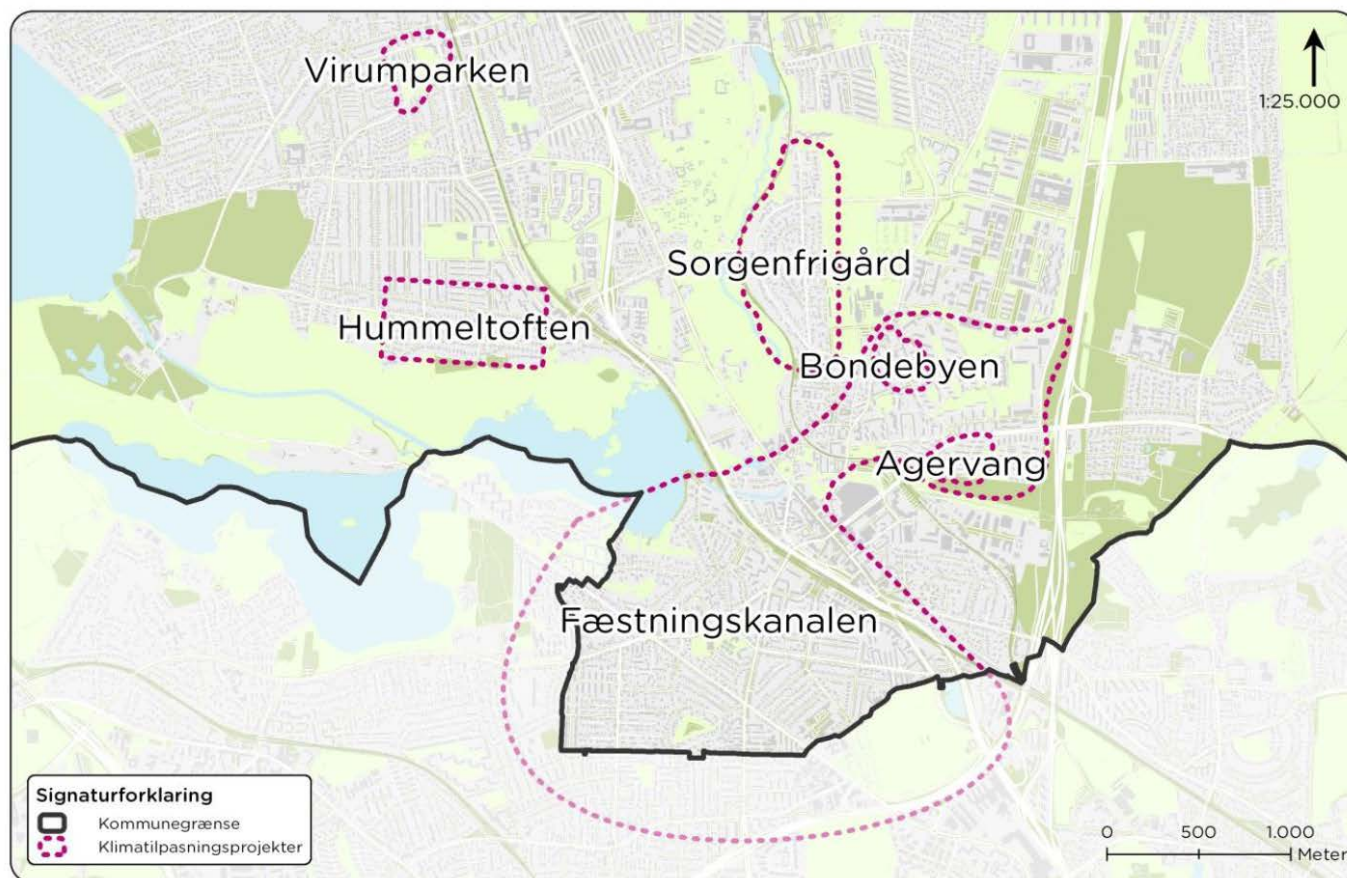 Virumparken
1:25.000
Sorgenfrigård
Hummeltoften
Bondebyen
Agervang
Fæstningskanalen
Signaturforklaring
Kommunegrænse
Klimatilpasningsprojekter
0 500 1.000
Meter